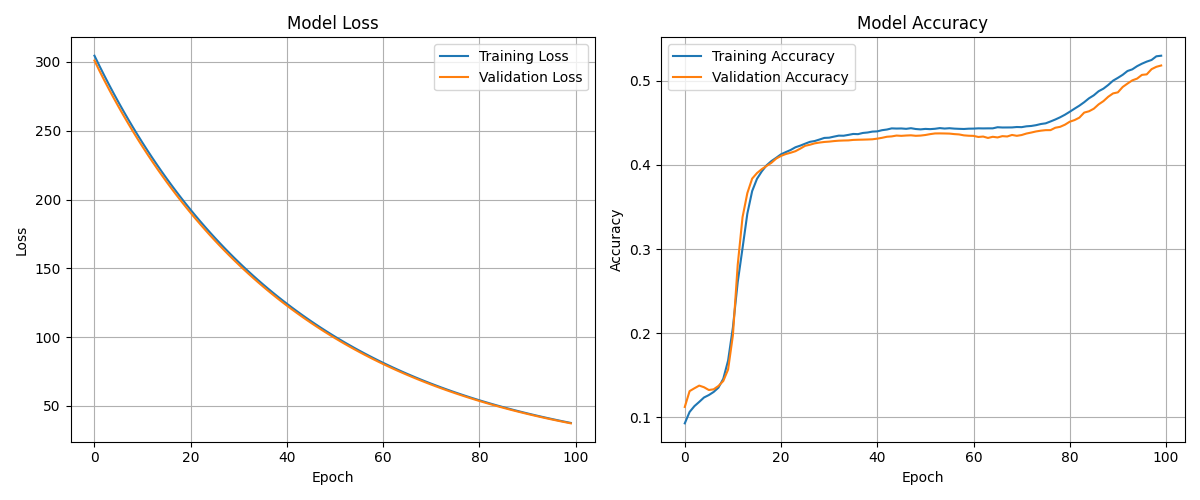 Model Loss
Training Loss
Validation Loss
300
250
200
150
100
50
Loss
0 20 40 60 80 100
Epoch
Model Accuracy
Training Accuracy
Validation Accuracy
0.5
0.4
0.3
0.2
0.1
Accuracy
0 20 40 60 80 100
Epoch